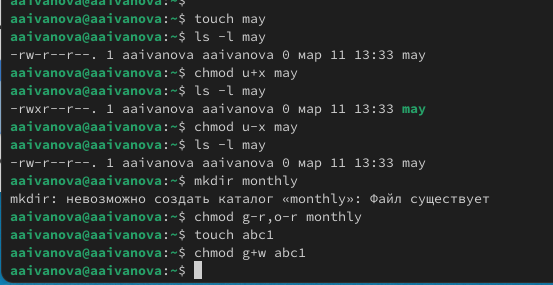 aaivanova@aaivanova:~$
aaivanova@aaivanova:~$ touch may
aaivanova@aaivanova:~$ ls -l may
-rw-r--r--. 1 aaivanova aaivanova 0 мар 11 13:33 may
aaivanova@aaivanova:~$ chmod u+x may
aaivanova@aaivanova:~$ ls -l may
-rwxr--r--. 1 aaivanova aaivanova 0 мар 11 13:33 may
aaivanova@aaivanova:~$ chmod u-x may
aaivanova@aaivanova:~$ ls -l may
-rw-r--r--. 1 aaivanova aaivanova 0 мар 11 13:33 may
aaivanova@aaivanova:~$ mkdir monthly
mkdir: невозможно создать каталог «monthly»: Файл существует
aaivanova@aaivanova:~$ chmod g-r,o-r monthly
aaivanova@aaivanova:~$ touch abc1
aaivanova@aaivanova:~$ chmod g+w abc1
aaivanova@aaivanova:~$